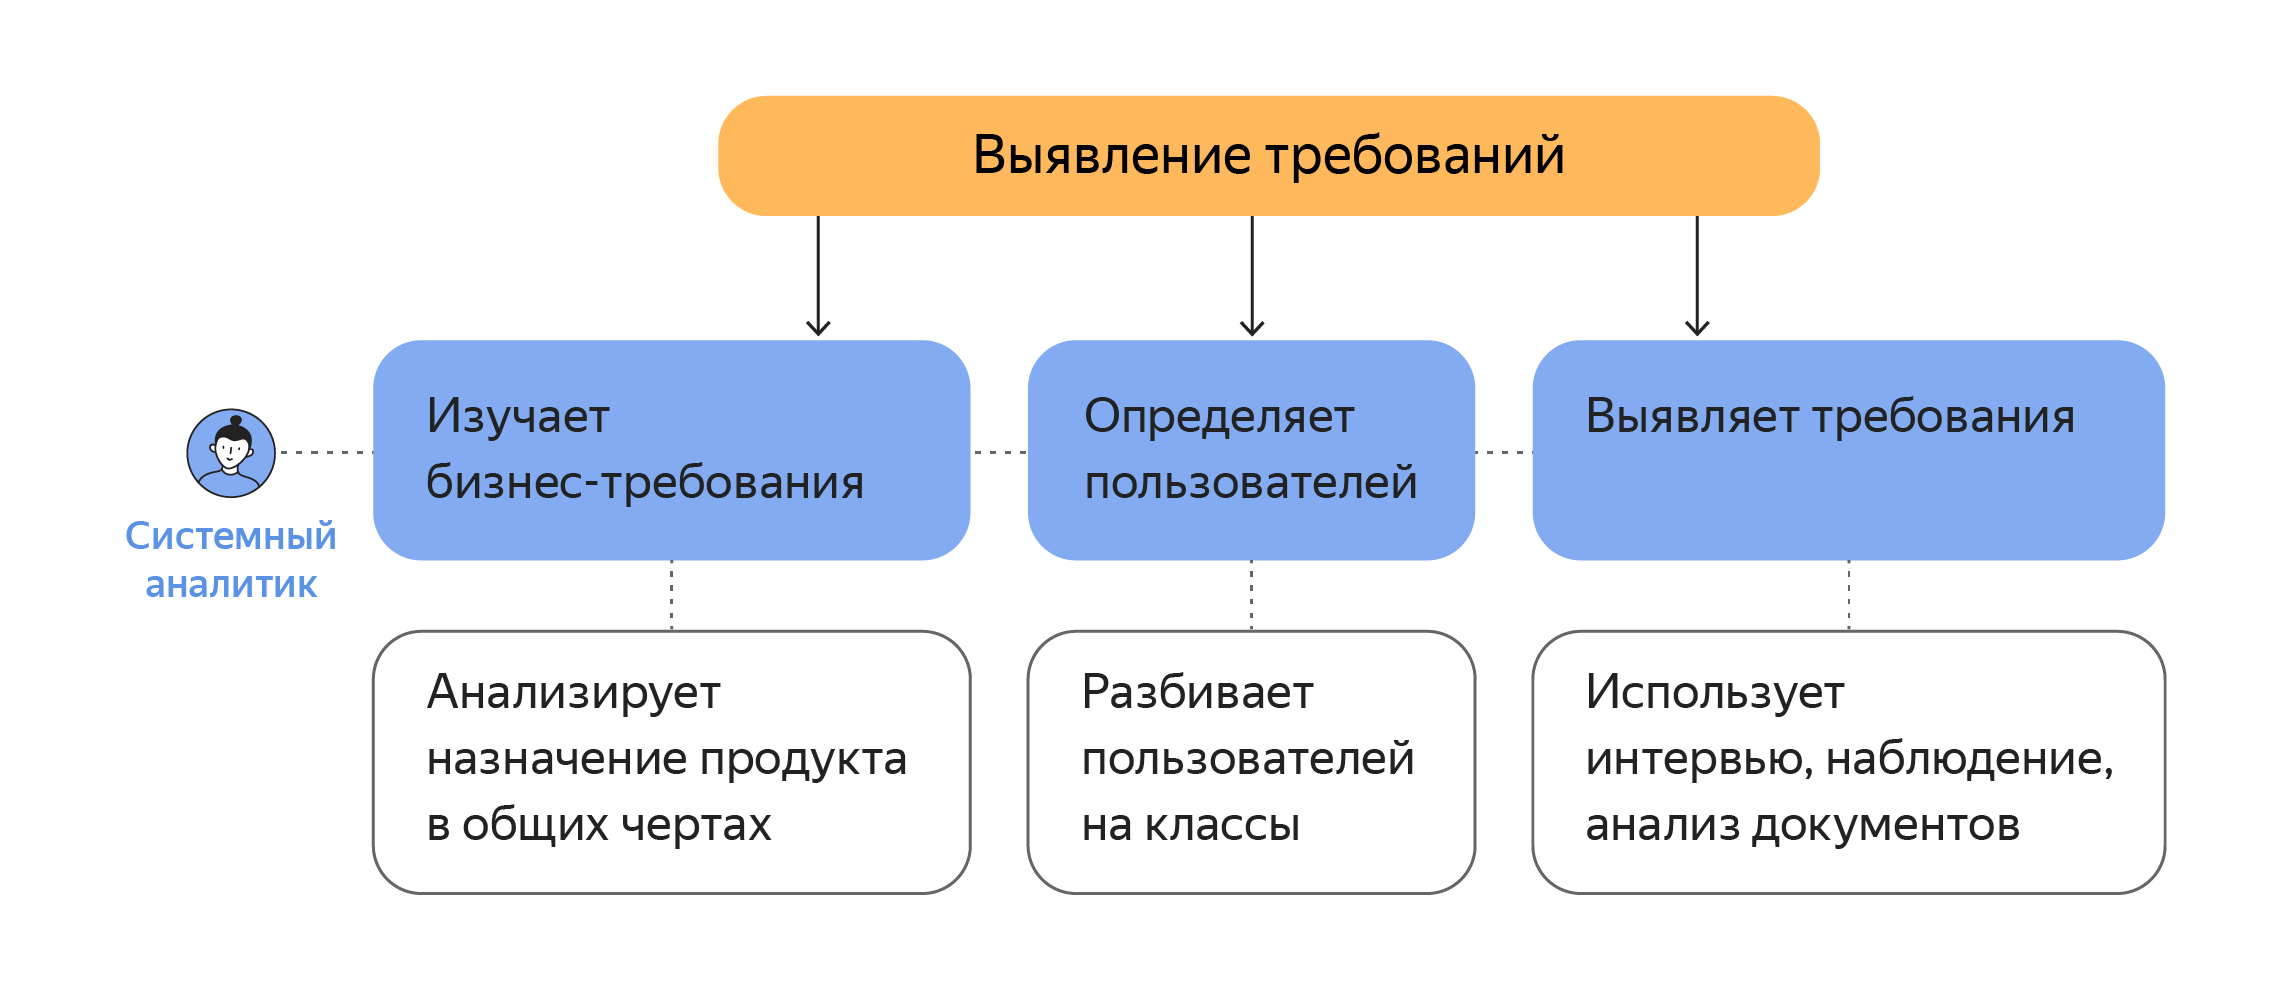 Выявление требований
Изучает
бизнес-требования
Определяет
пользователей
Выявляет требования
Системный
аналитик
Анализирует
назначение продукта
в общих чертах
Разбивает
пользователей
на классы
Использует
интервью, наблюдение,
анализ документов